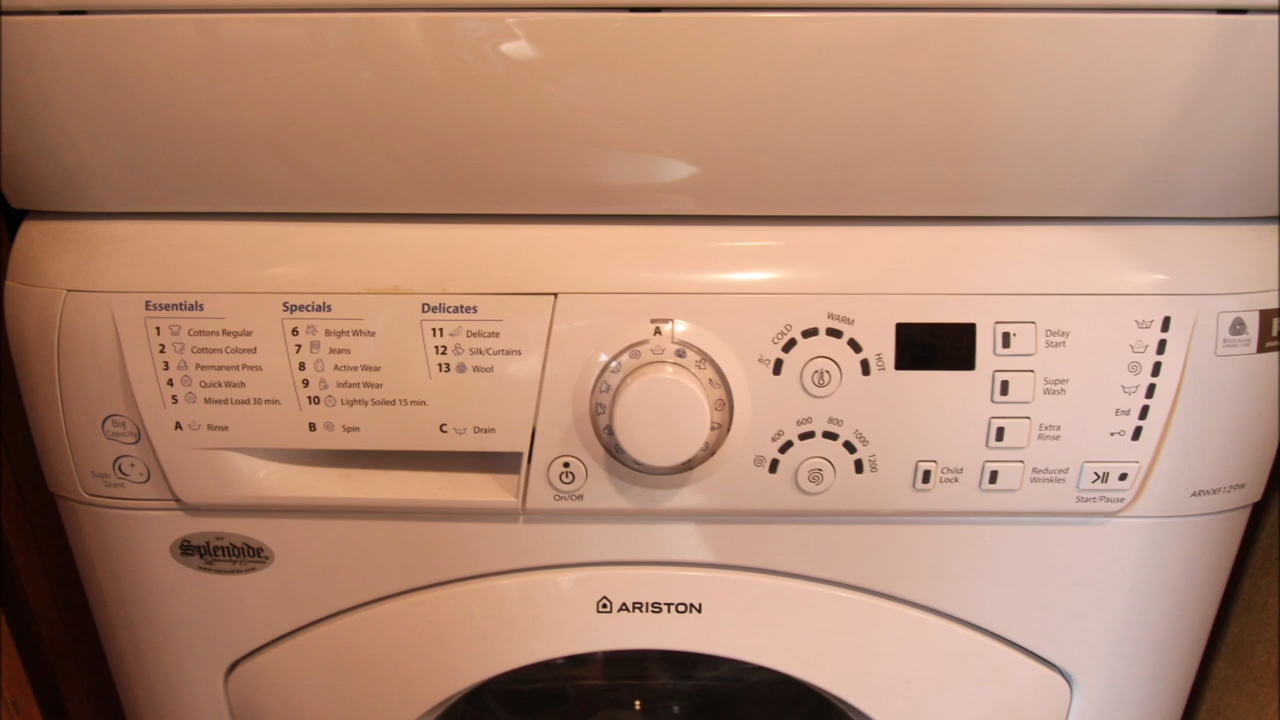 Essentials
1 Cottons Regular
2 Cottons Colored
3 Permanent Press
4 Quick Wash
5 Mixed Load 30 min.
Specials
6 Bright White
7 Jeans
8 Active Wear
9 Infant Wear
10 Lightly Soiled 15 min.
Delicates
11 Delicate
12 Silk/Curtains
13 Wool
A Rinse
B Spin
C Drain
Big
Capacity
Super
Silent
On/Off
A
COLD
WARM
HOT
400
600
800
1000
1200
Delay
Start
Super
Wash
Extra
Rinse
Child
Lock
Reduced
Wrinkles
End
Start/Pause
ARWXF129W
Splendide
ARISTON